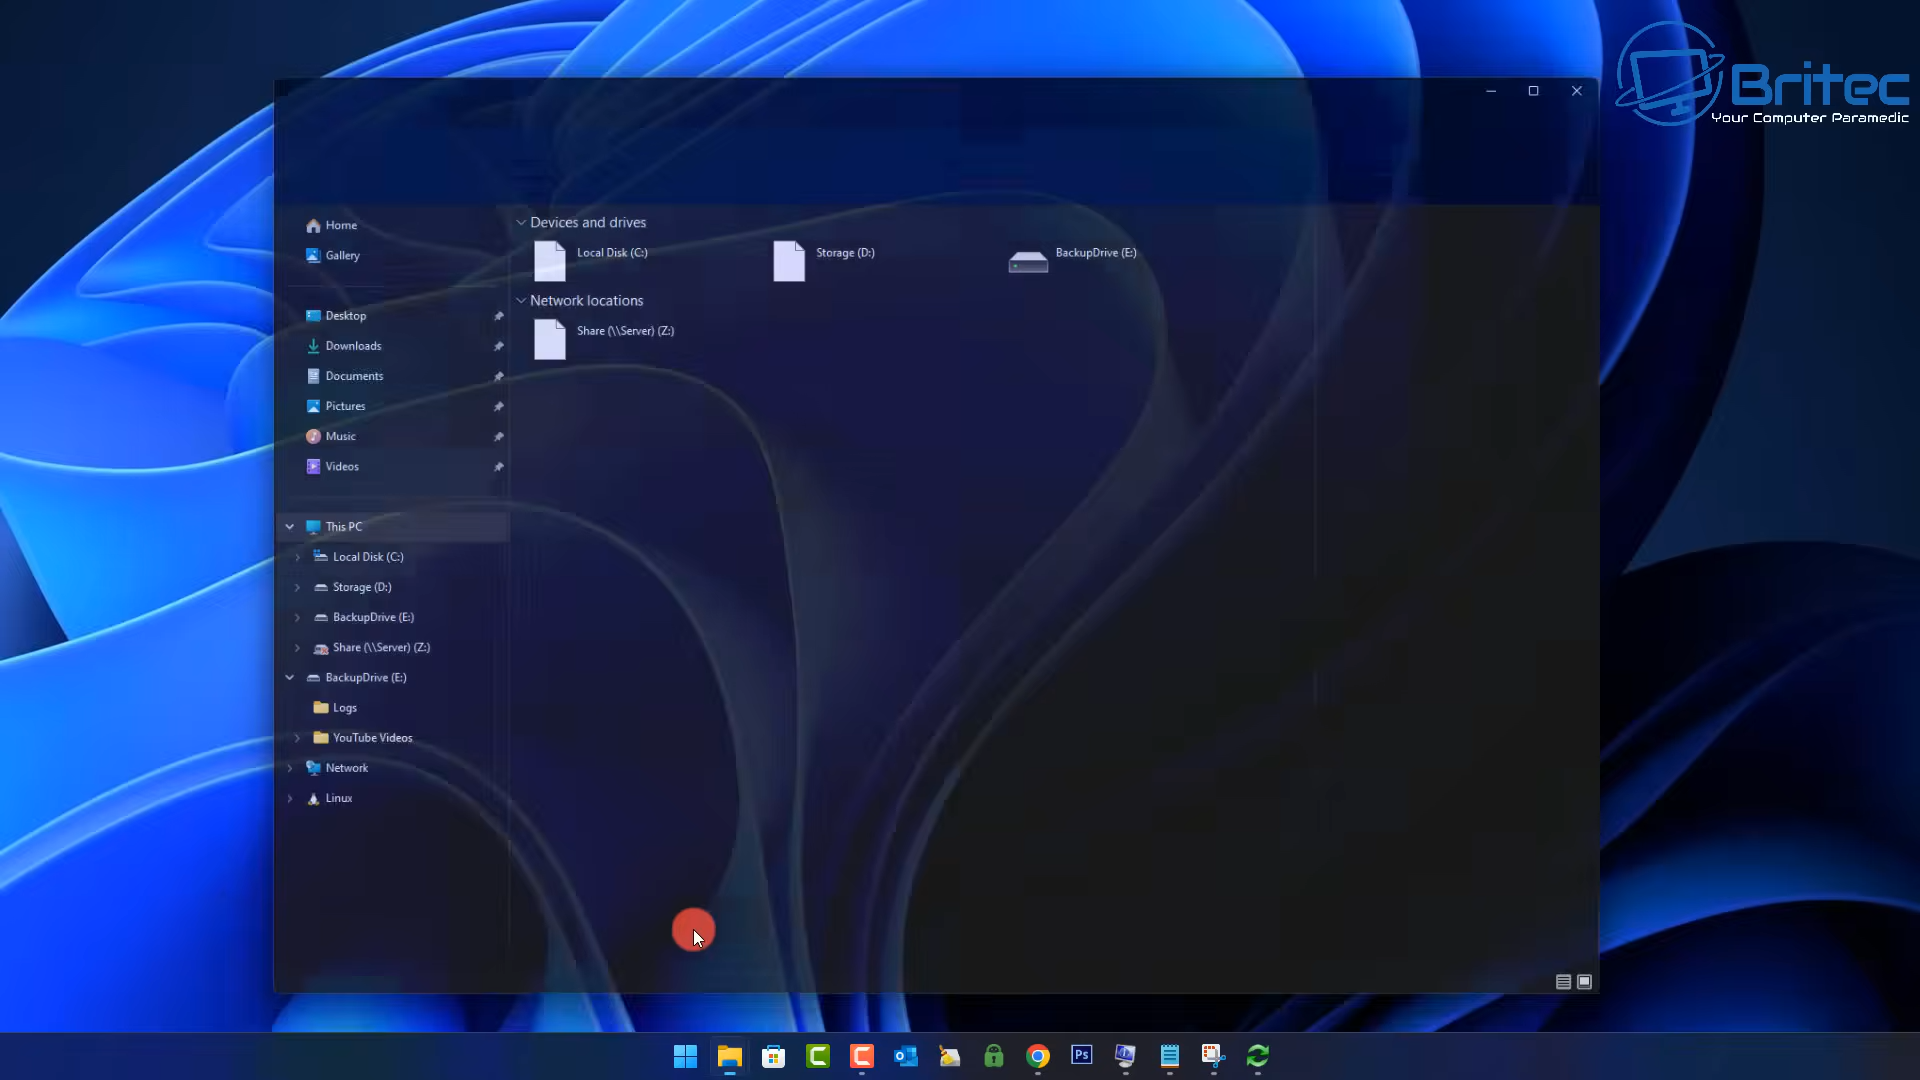 Britec
Your Computer Paramedic
Home
Gallery
Desktop
Downloads
Documents
Pictures
Music
Videos
This PC
Local Disk (C:)
Storage (D:)
BackupDrive (E:)
Share (\\Server) (Z:)
BackupDrive (E:)
Logs
YouTube Videos
Network
Linux
Devices and drives
Local Disk (C:)
Storage (D:)
BackupDrive (E:)
Network locations
Share (\\Server) (Z:)
Ps